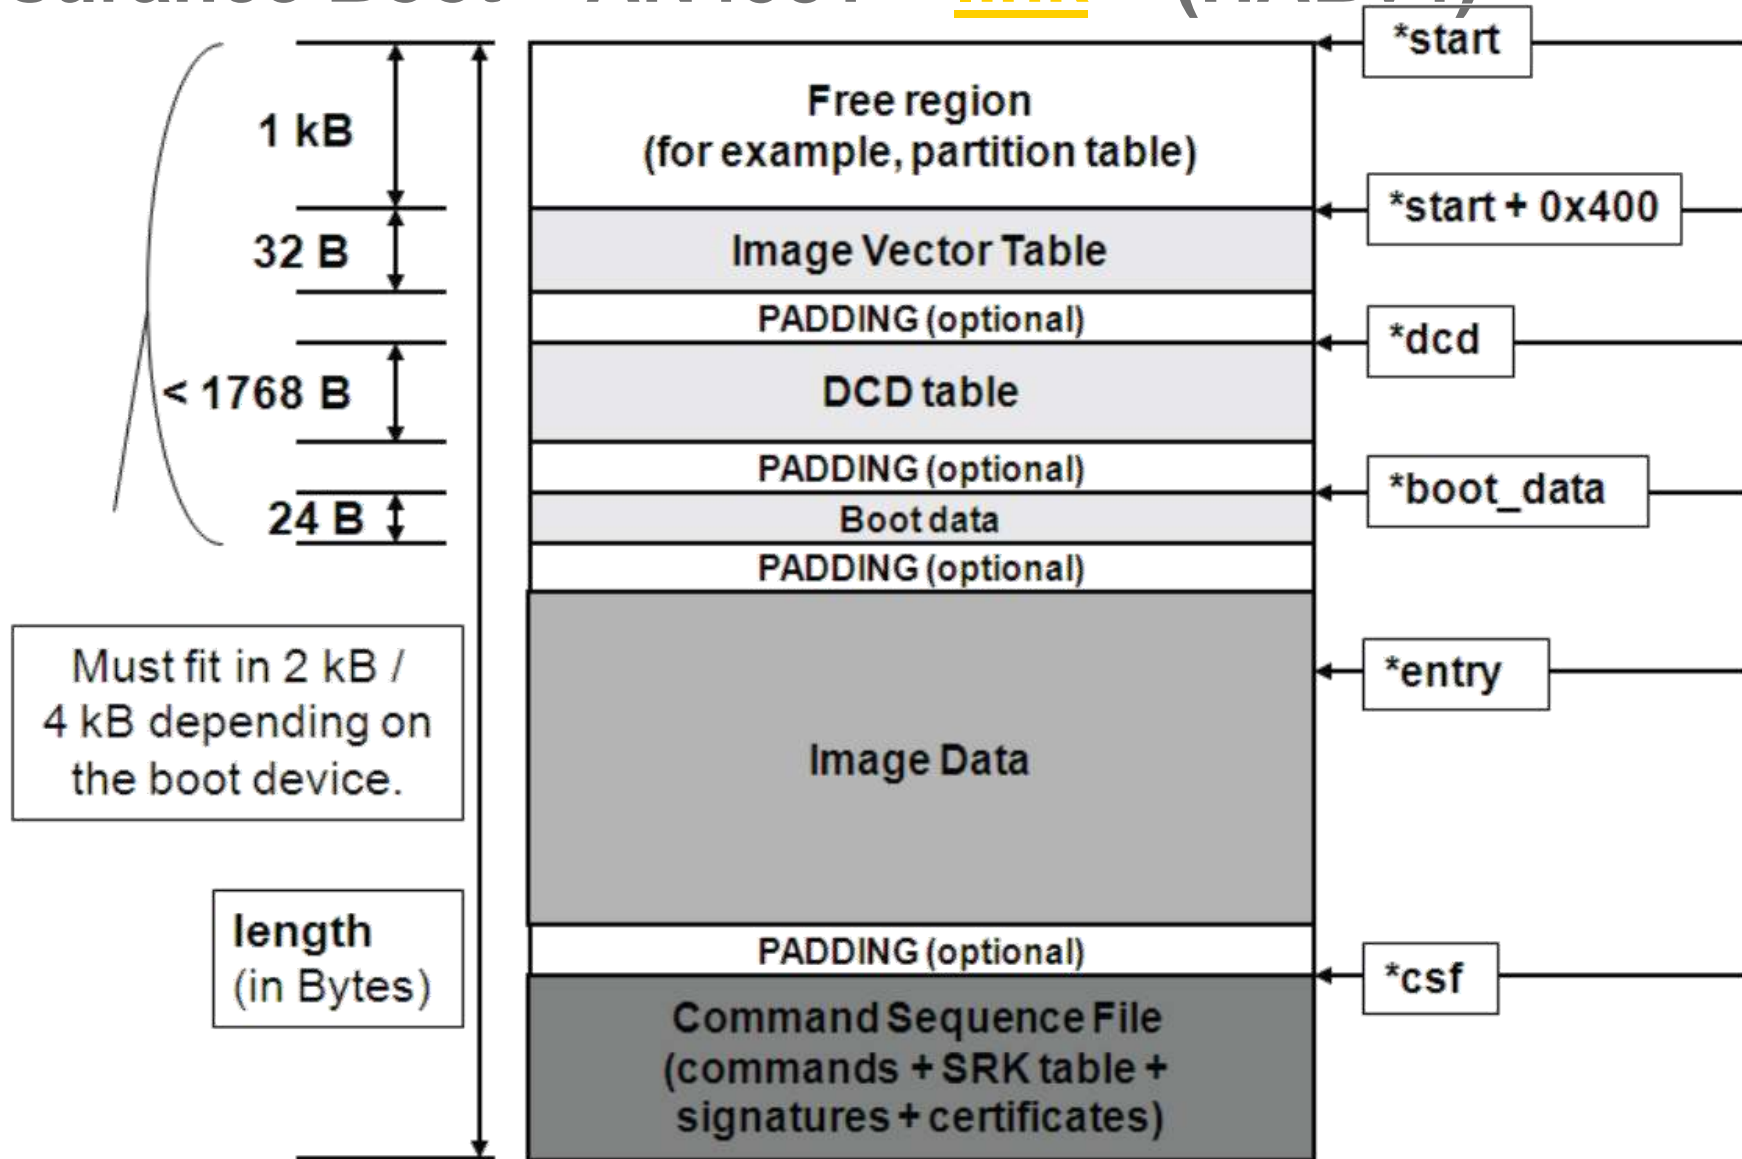 1 kB
32 B
< 1768 B
24 B
Must fit in 2 kB /
4 kB depending on
the boot device.
length
(in Bytes)
Free region
(for example, partition table)
Image Vector Table
PADDING (optional)
DCD table
PADDING (optional)
Boot data
PADDING (optional)
Image Data
PADDING (optional)
Command Sequence File
(commands + SRK table +
signatures + certificates)
*start
*start + 0x400
*dcd
*boot_data
*entry
*csf